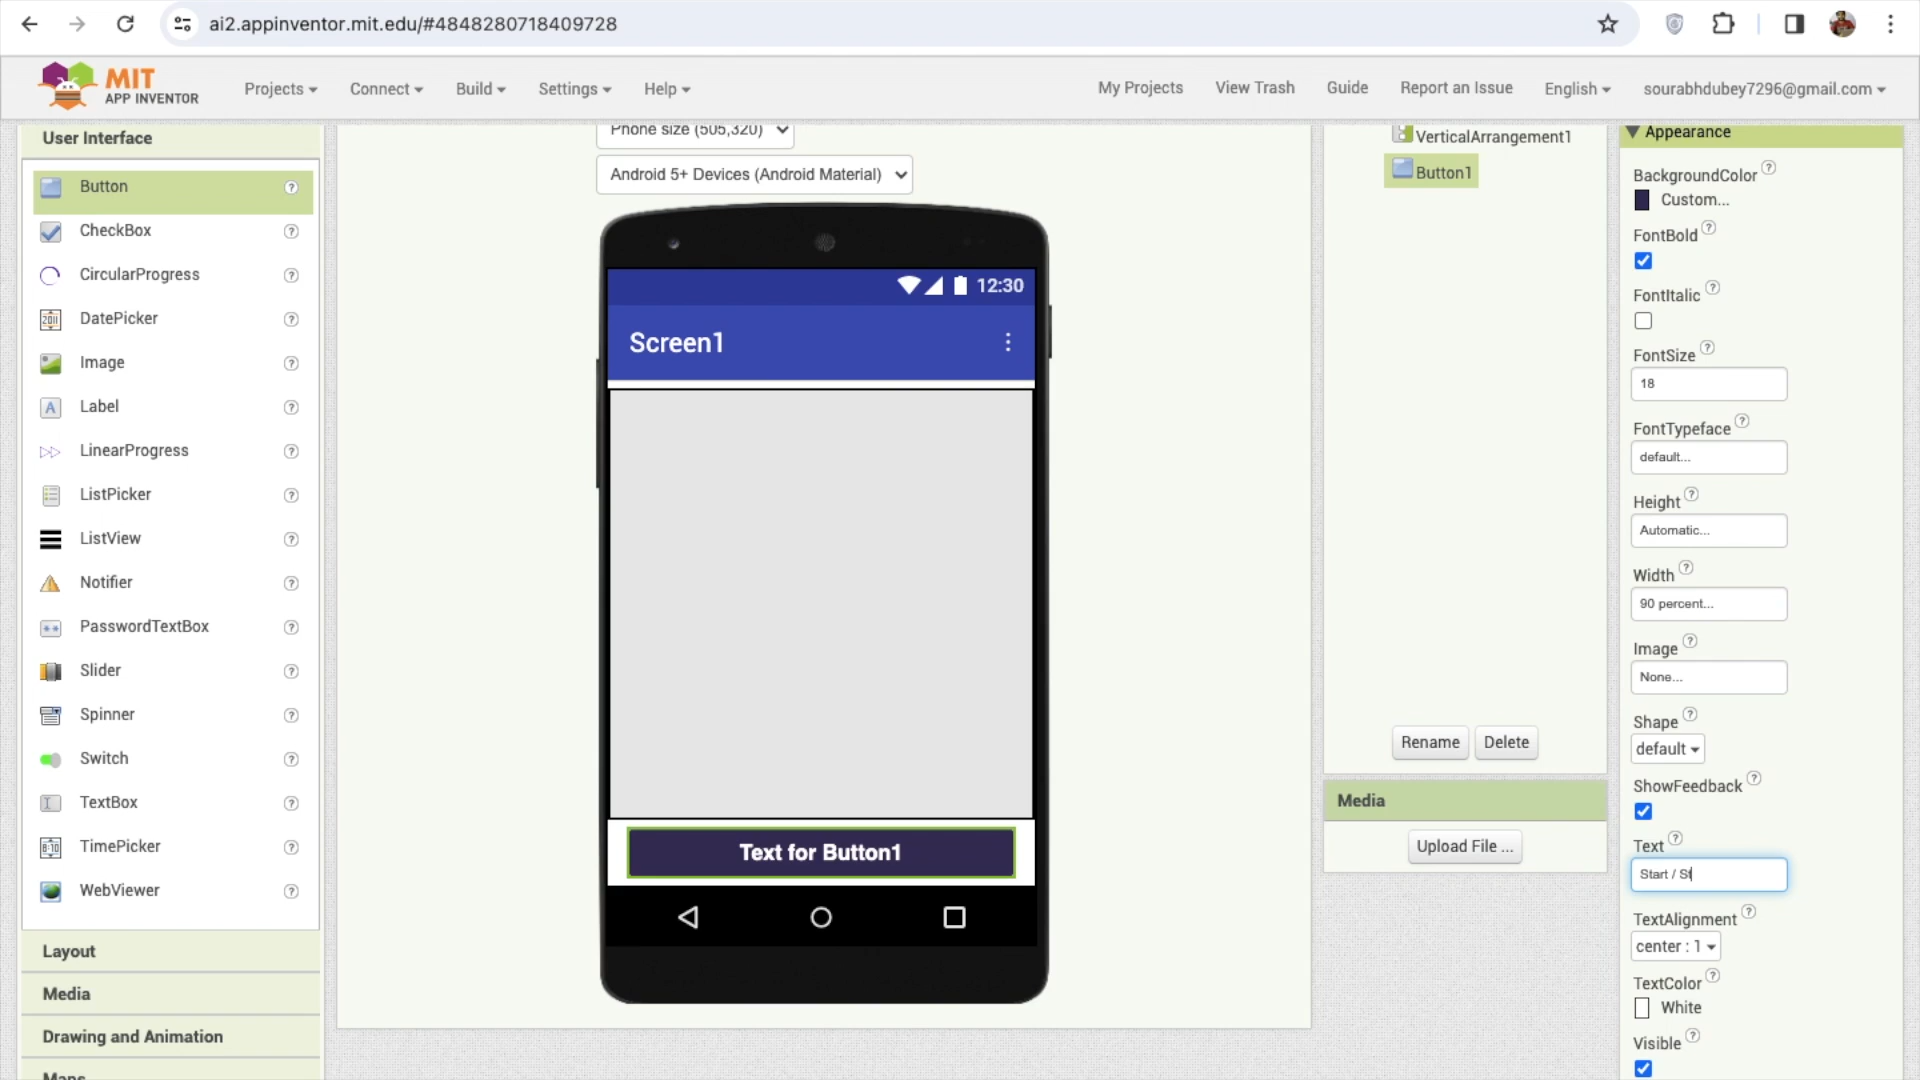 ai2.appinventor.mit.edu/#4848280718409728
MIT
APP INVENTOR
Projects
Connect
Build
Settings
Help
My Projects
View Trash
Guide
Report an Issue
English
sourabhdubey7296@gmail.com
User Interface
Button
?
CheckBox
?
CircularProgress
?
DatePicker
?
Image
?
Label
?
LinearProgress
?
ListPicker
?
ListView
?
Notifier
?
PasswordTextBox
?
Slider
?
Spinner
?
Switch
?
TextBox
?
TimePicker
?
WebViewer
?
Layout
Media
Drawing and Animation
Maps
Phone size (505,320)
Android 5+ Devices (Android Material)
12:30
Screen1
Text for Button1
VerticalArrangement1
Button1
Rename
Delete
Media
Upload File ...
Appearance
BackgroundColor ?
Custom...
FontBold ?
FontItalic ?
FontSize ?
18
FontTypeface ?
default...
Height ?
Automatic...
Width ?
90 percent...
Image ?
None...
Shape ?
default
ShowFeedback ?
Text ?
Start / St
TextAlignment ?
center : 1
TextColor ?
White
Visible ?